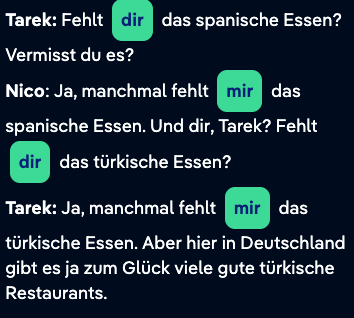 Tarek: Fehlt dir das spanische Essen?
Vermisst du es?
Nico: Ja, manchmal fehlt mir das
spanische Essen. Und dir, Tarek? Fehlt
dir das türkische Essen?
Tarek: Ja, manchmal fehlt mir das
türkische Essen. Aber hier in Deutschland
gibt es ja zum Glück viele gute türkische
Restaurants.